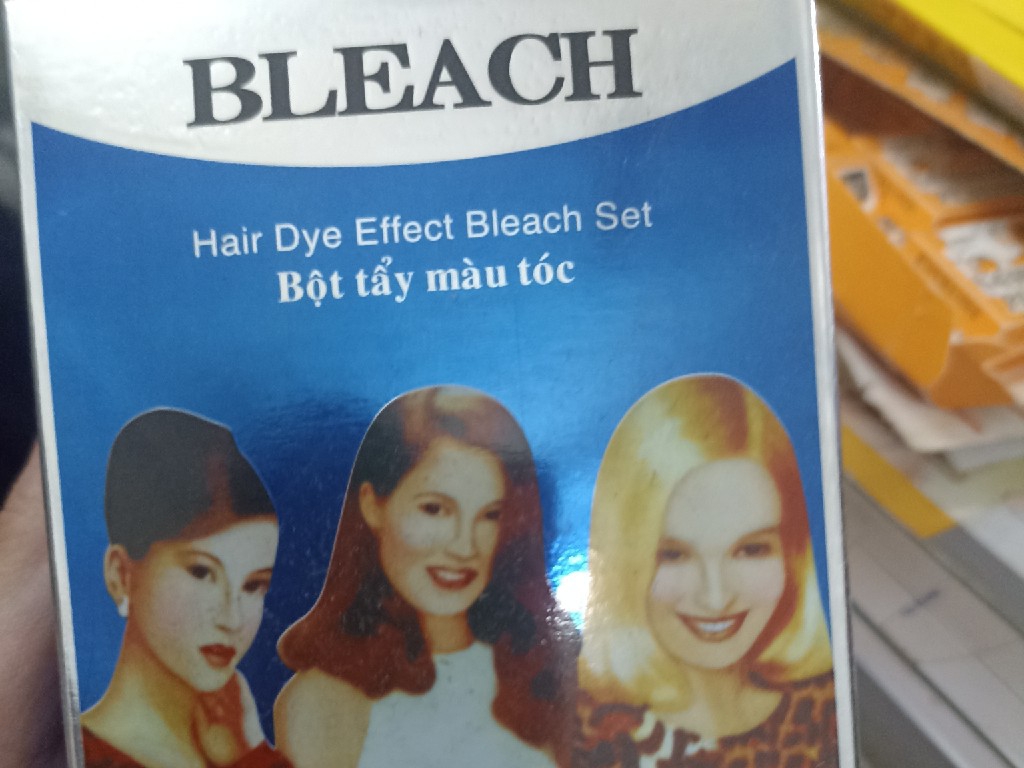 BLEACH
Hair Dye Effect Bleach Set
Bột tẩy màu tóc